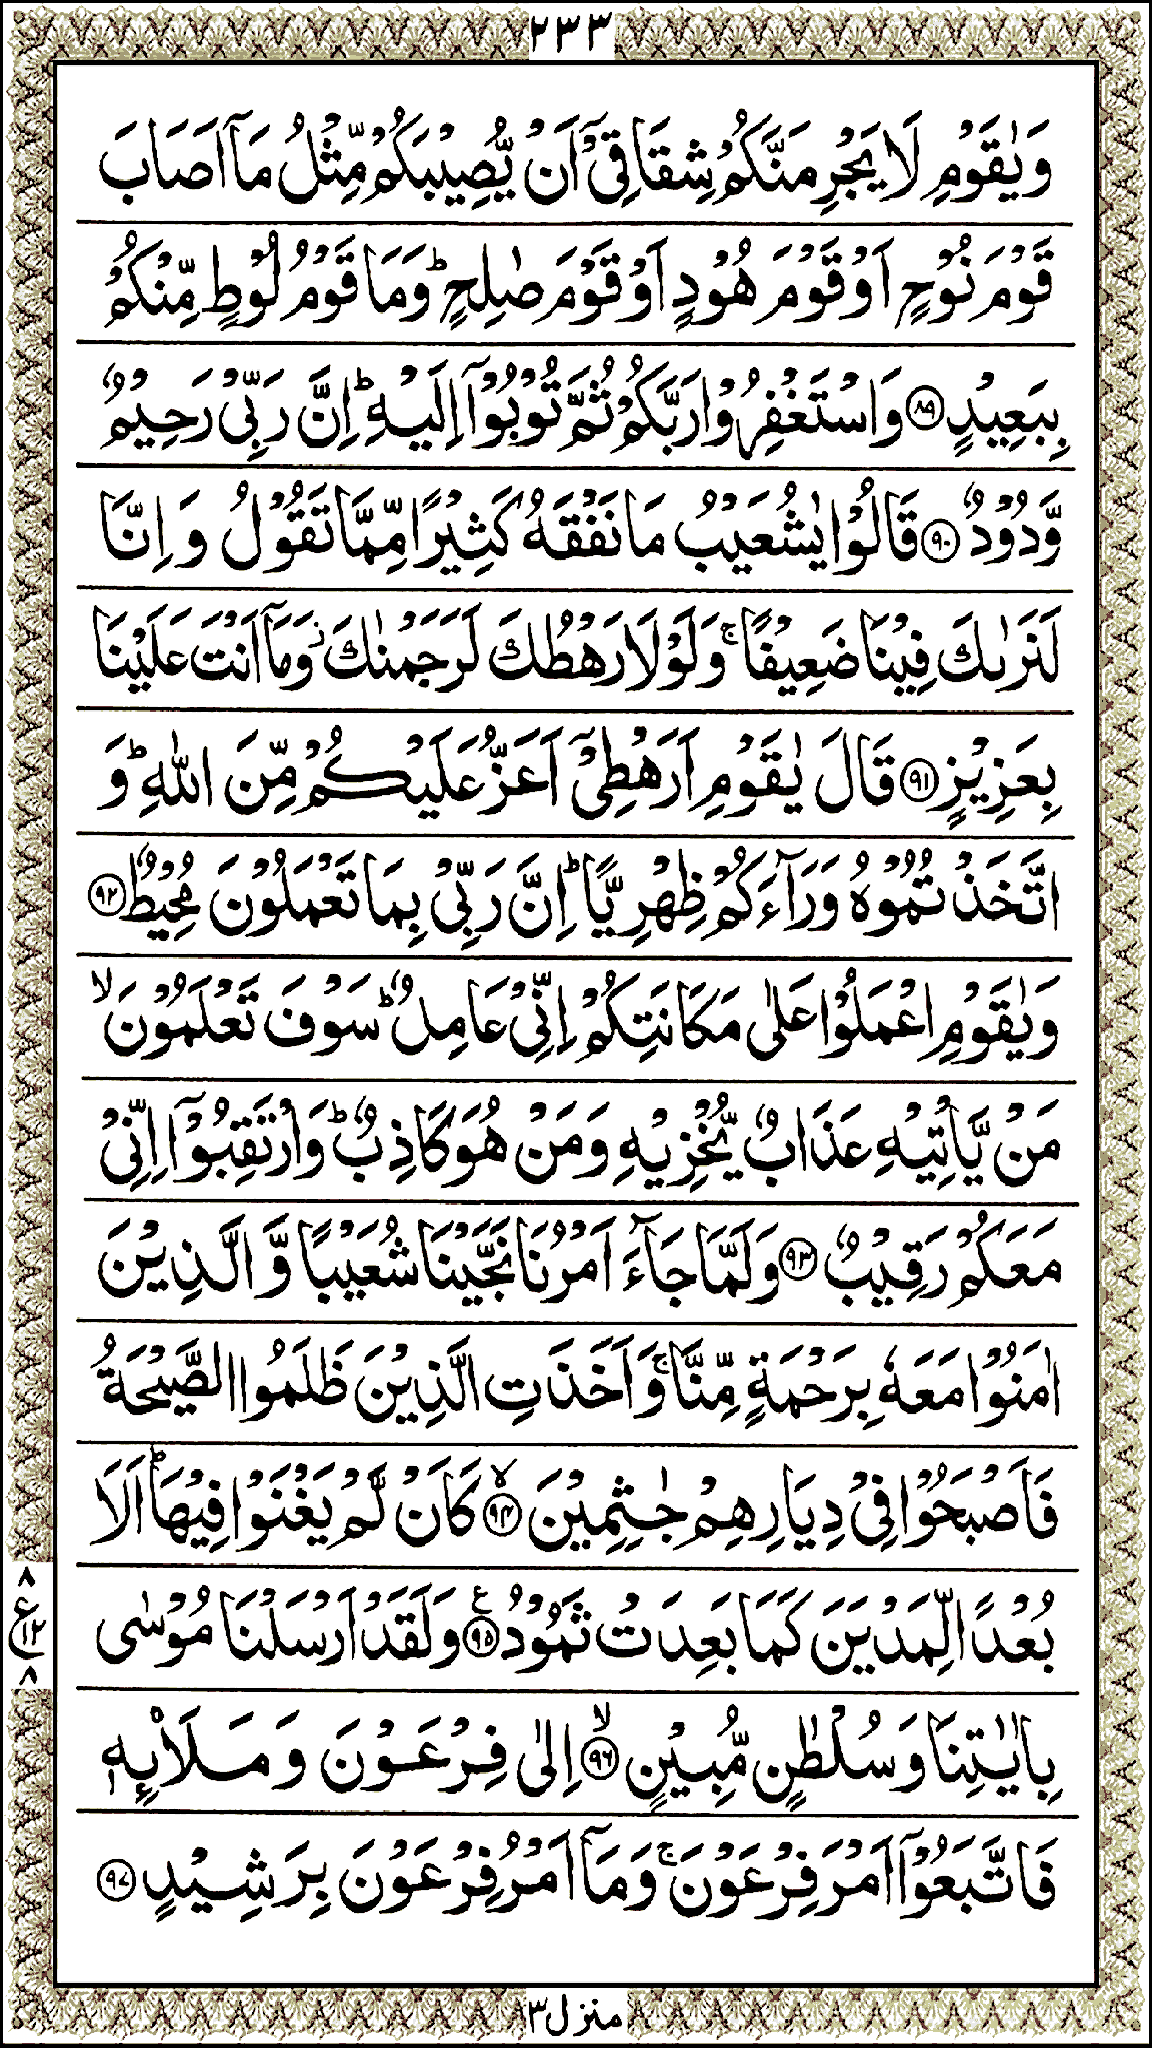 ٢٣٣
وَيٰقَوْمِ لَا يَجْرِمَنَّكُمْ شِقَاقِيْۤ اَنْ يُّصِيْبَكُمْ مِّثْلُ مَاۤ اَصَابَ
قَوْمَ نُوْحٍ اَوْ قَوْمَ هُوْدٍ اَوْ قَوْمَ صٰلِحٍ ؕ وَمَا قَوْمُ لُوْطٍ مِّنْكُمْ
بِبَعِيْدٍ ﴿٨٩﴾ وَاسْتَغْفِرُوْا رَبَّكُمْ ثُمَّ تُوْبُوْۤا اِلَيْهِ ؕ اِنَّ رَبِّيْ رَحِيْمٌ
وَّدُوْدٌ ﴿٩٠﴾ قَالُوْا يٰشُعَيْبُ مَا نَفْقَهُ كَثِيْرًا مِّمَّا تَقُوْلُ وَ اِنَّا
لَنَرٰىكَ فِيْنَا ضَعِيْفًا ۚ وَلَوْلَا رَهْطُكَ لَرَجَمْنٰكَ ؗ وَمَاۤ اَنْتَ عَلَيْنَا
بِعَزِيْزٍ ﴿٩١﴾ قَالَ يٰقَوْمِ اَرَهْطِيْۤ اَعَزُّ عَلَيْكُمْ مِّنَ اللّٰهِ ؕ وَ
اتَّخَذْتُمُوْهُ وَرَآءَكُمْ ظِهْرِيًّا ؕ اِنَّ رَبِّيْ بِمَا تَعْمَلُوْنَ مُحِيْطٌ ﴿٩٢﴾
وَيٰقَوْمِ اعْمَلُوْا عَلٰى مَكَانَتِكُمْ اِنِّيْ عَامِلٌ ؕ سَوْفَ تَعْلَمُوْنَ ۙ
مَنْ يَّاْتِيْهِ عَذَابٌ يُّخْزِيْهِ وَمَنْ هُوَ كَاذِبٌ ؕ وَارْتَقِبُوْۤا اِنِّيْ
مَعَكُمْ رَقِيْبٌ ﴿٩٣﴾ وَلَمَّا جَآءَ اَمْرُنَا نَجَّيْنَا شُعَيْبًا وَّ الَّذِيْنَ
اٰمَنُوْا مَعَهٗ بِرَحْمَةٍ مِّنَّا ۚ وَاَخَذَتِ الَّذِيْنَ ظَلَمُوا الصَّيْحَةُ
فَاَصْبَحُوْا فِيْ دِيَارِهِمْ جٰثِمِيْنَ ۙ﴿٩٤﴾ كَاَنْ لَّمْ يَغْنَوْا فِيْهَا ؕ اَلَا
بُعْدًا لِّمَدْيَنَ كَمَا بَعِدَتْ ثَمُوْدُ ﴿٩٥﴾ ع وَلَقَدْ اَرْسَلْنَا مُوْسٰى
٨ ع ١٢ ٨
بِاٰيٰتِنَا وَسُلْطٰنٍ مُّبِيْنٍ ۙ﴿٩٦﴾ اِلٰى فِرْعَوْنَ وَ مَلَا۟ئِهٖ
فَاتَّبَعُوْۤا اَمْرَ فِرْعَوْنَ ۚ وَمَاۤ اَمْرُ فِرْعَوْنَ بِرَشِيْدٍ ﴿٩٧﴾
منزل ٣